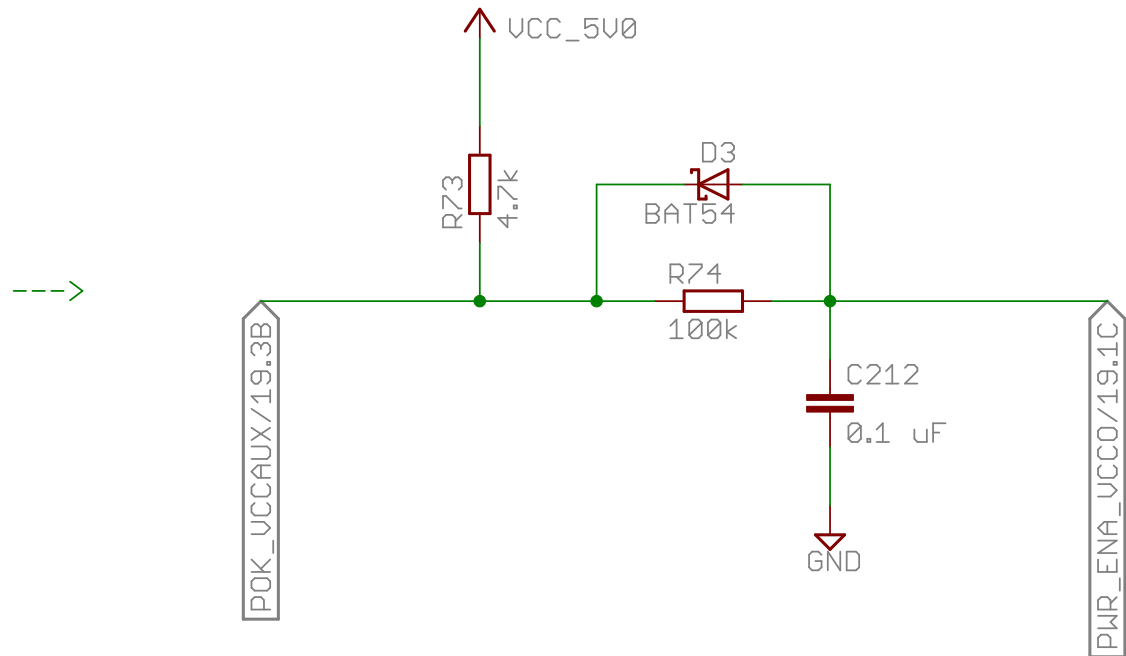 VCC_5V0
D3
R73
4.7k
BAT54
R74
100k
POK_VCCAUX/19.3B
PWR_ENA_VCCO/19.1C
C212
0.1 uF
GND